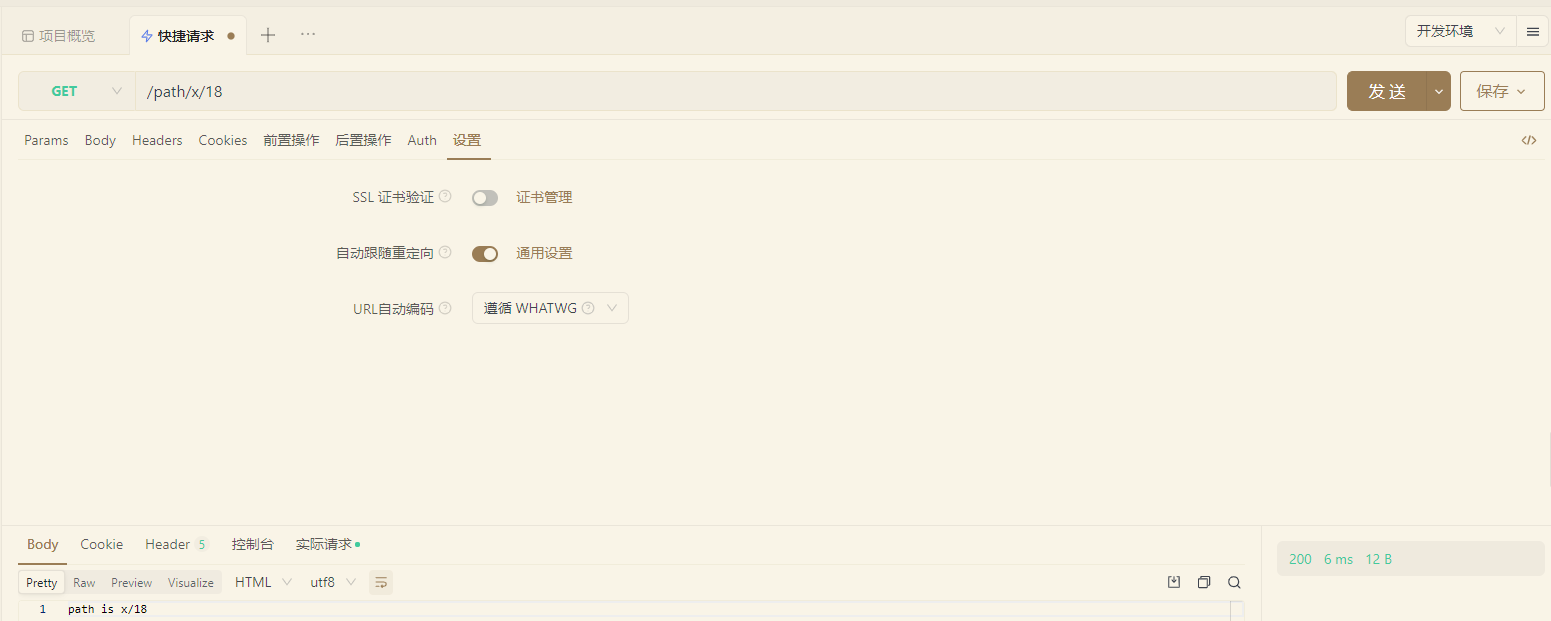 项目概览 快捷请求 ··· 开发环境
GET /path/x/18 发 送 保存
Params Body Headers Cookies 前置操作 后置操作 Auth 设置 </>
SSL 证书验证 ? 证书管理
自动跟随重定向 ? 通用设置
URL自动编码 ? 遵循 WHATWG ?
Body Cookie Header 5 控制台 实际请求
200 6 ms 12 B
Pretty Raw Preview Visualize HTML utf8
1 path is x/18